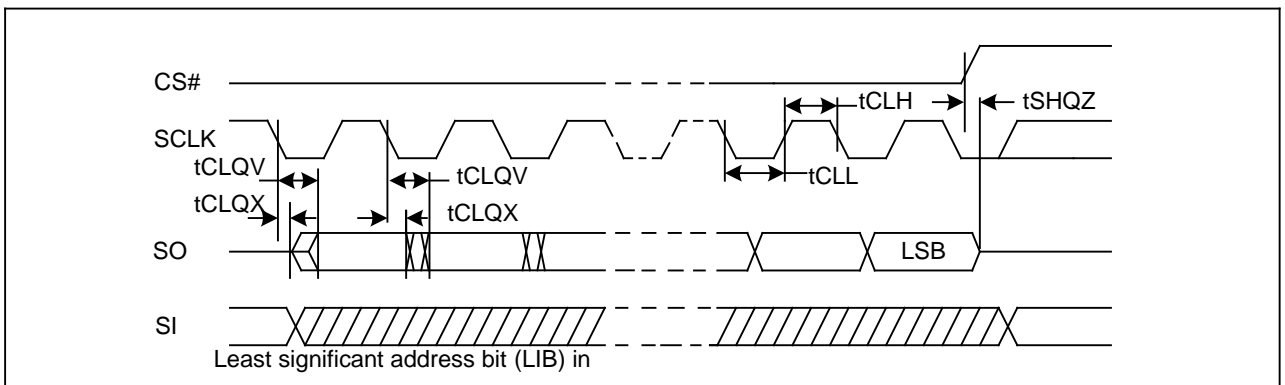 CS#
tCLH
tSHQZ
SCLK
tCLQV
tCLQV
tCLL
tCLQX
tCLQX
SO
LSB
SI
Least significant address bit (LIB) in